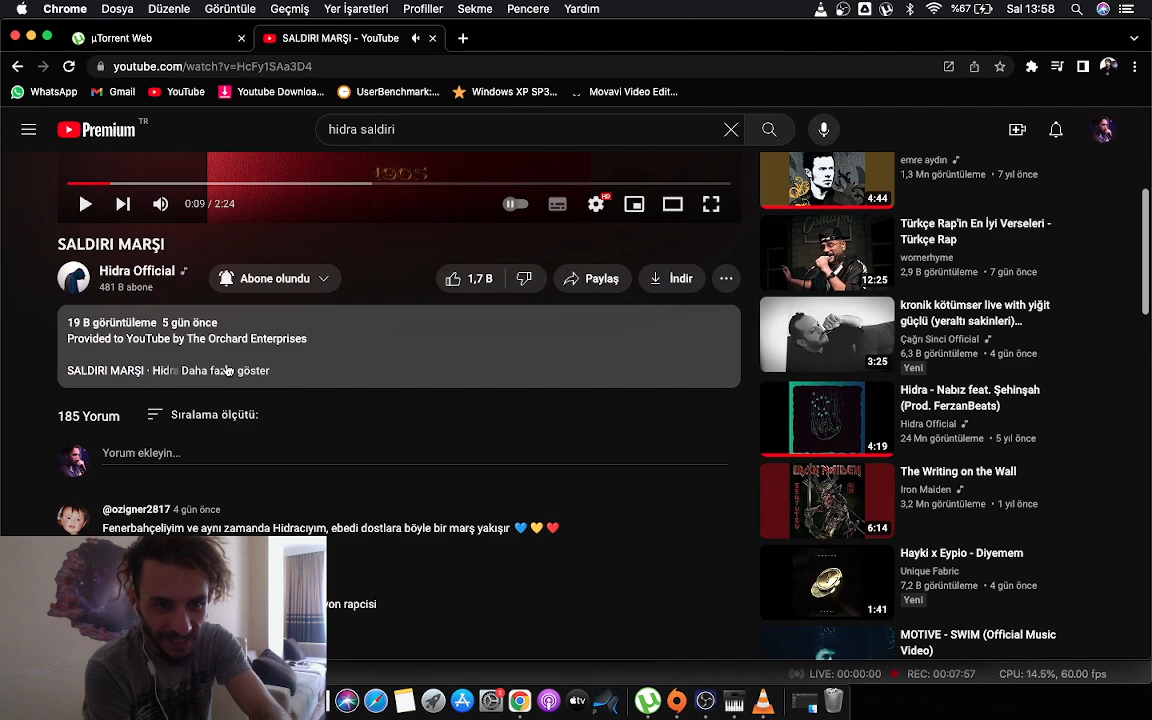 Chrome Dosya Düzenle Görüntüle Geçmiş Yer İşaretleri Profiller Sekme Pencere Yardım %67 Sal 13:58
µTorrent Web SALDIRI MARŞI - YouTube
youtube.com/watch?v=HcFy1SAa3D4
WhatsApp Gmail YouTube Youtube Downloa... UserBenchmark:... Windows XP SP3... Movavi Video Edit...
Premium TR hidra saldiri
1905
0:09 / 2:24
HD
SALDIRI MARŞI
Hidra Official
481 B abone
Abone olundu
1,7 B
Paylaş
İndir
19 B görüntüleme 5 gün önce
Provided to YouTube by The Orchard Enterprises
SALDIRI MARŞI · Hidra Daha fazla göster
185 Yorum Sıralama ölçütü:
Yorum ekleyin...
@ozigner2817 4 gün önce
Fenerbahçeliyim ve aynı zamanda Hidracıyım, ebedi dostlara böyle bir marş yakışır
yon rapcisi
emre aydın
1,3 Mn görüntüleme • 7 yıl önce
4:44
Türkçe Rap'in En İyi Verseleri -
Türkçe Rap
womerhyme
2,9 B görüntüleme • 7 gün önce
12:25
kronik kötümser live with yiğit
güçlü (yeraltı sakinleri)...
Çağrı Sinci Official
6,3 B görüntüleme • 4 gün önce
3:25
Yeni
Hidra - Nabız feat. Şehinşah
(Prod. FerzanBeats)
Hidra Official
24 Mn görüntüleme • 5 yıl önce
4:19
The Writing on the Wall
Iron Maiden
3,2 Mn görüntüleme • 1 yıl önce
IRON MAIDEN
6:14
Hayki x Eypio - Diyemem
Unique Fabric
7,2 B görüntüleme • 4 gün önce
Yeni
1:41
MOTIVE - SWIM (Official Music
Video)
LIVE: 00:00:00 REC: 00:07:57 CPU: 14.5%, 60.00 fps
tv